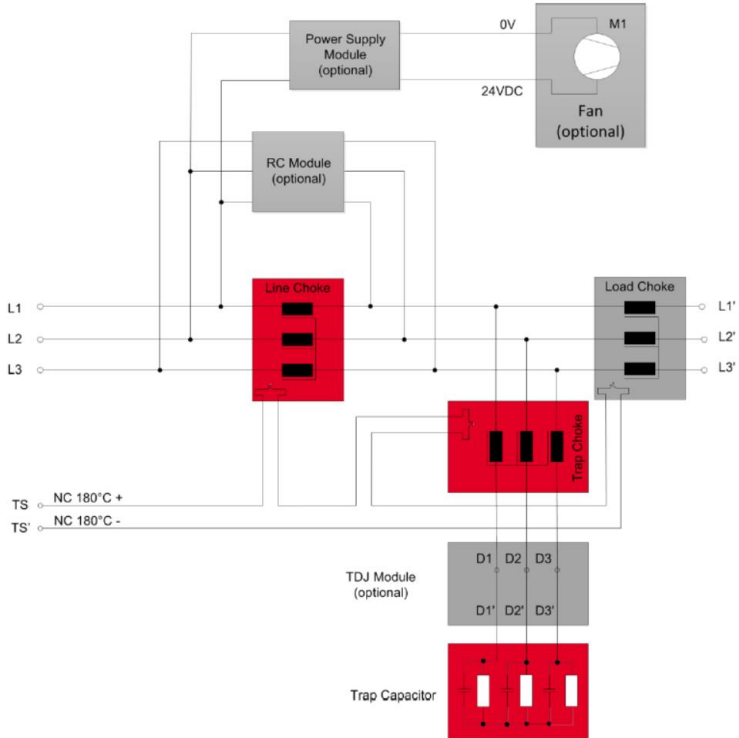 0V
M1
Power Supply
Module
(optional)
24VDC
Fan
(optional)
RC Module
(optional)
Line Choke
Load Choke
L1
L1'
L2
L2'
L3
L3'
Trap Choke
TS
NC 180°C +
TS'
NC 180°C -
D1
D2
D3
TDJ Module
(optional)
D1'
D2'
D3'
Trap Capacitor